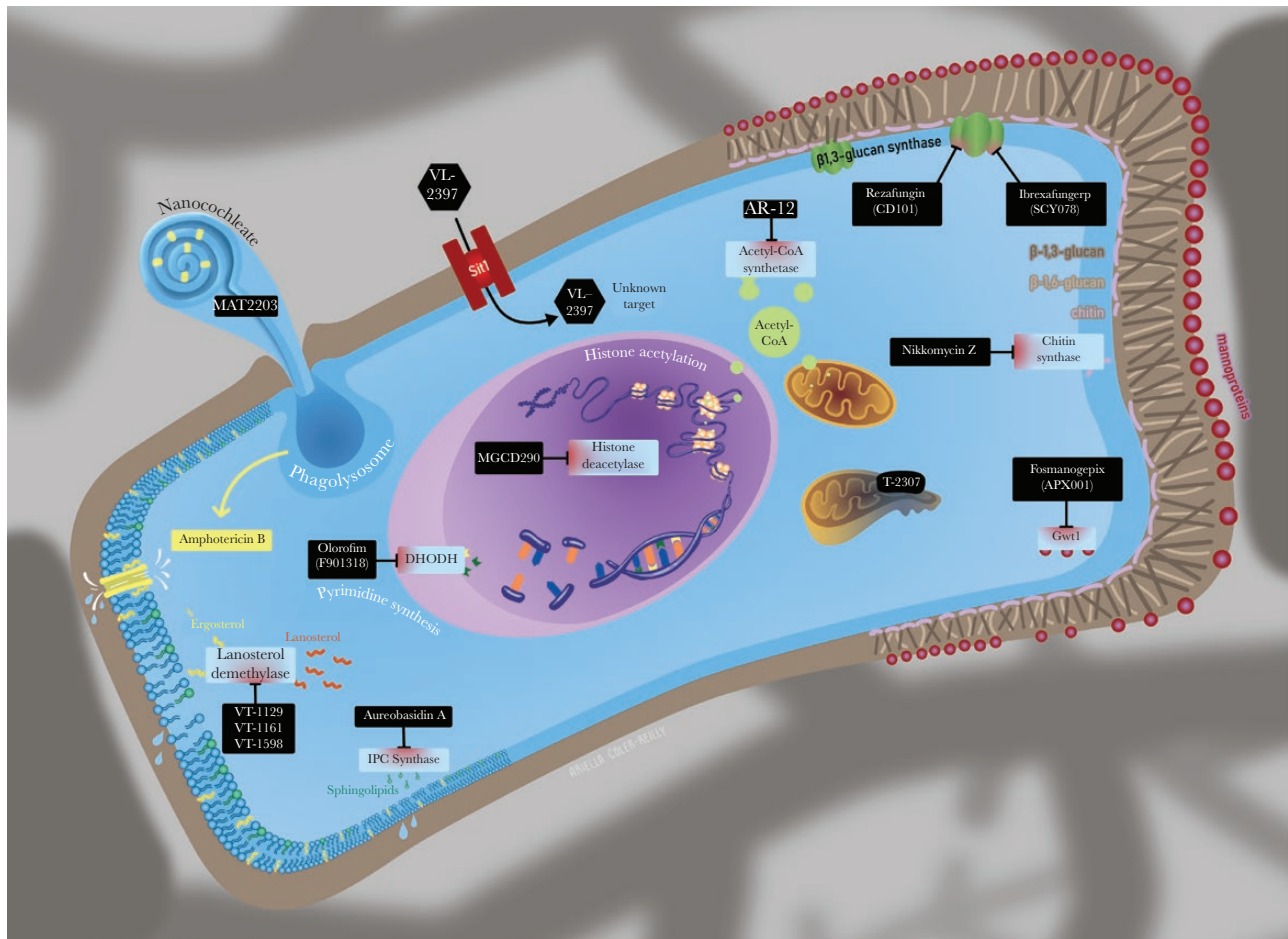 Nanocochleate
MAT2203
Phagolysosome
Amphotericin B
VL-
2397
Sit1
VL–
2397
Unknown
target
AR-12
Acetyl-CoA
synthetase
Acetyl-
CoA
β1,3-glucan synthase
Rezafungin
(CD101)
Ibrexafungerp
(SCY078)
β-1,3-glucan
β-1,6-glucan
chitin
mannoproteins
Nikkomycin Z
Chitin
synthase
Histone acetylation
MGCD290
Histone
deacetylase
T-2307
Fosmanogepix
(APX001)
Gwt1
Olorofim
(F901318)
DHODH
Pyrimidine synthesis
Ergosterol
Lanosterol
Lanosterol
demethylase
VT-1129
VT-1161
VT-1598
Aureobasidin A
IPC Synthase
Sphingolipids
ARIELLA COLER-REILLY